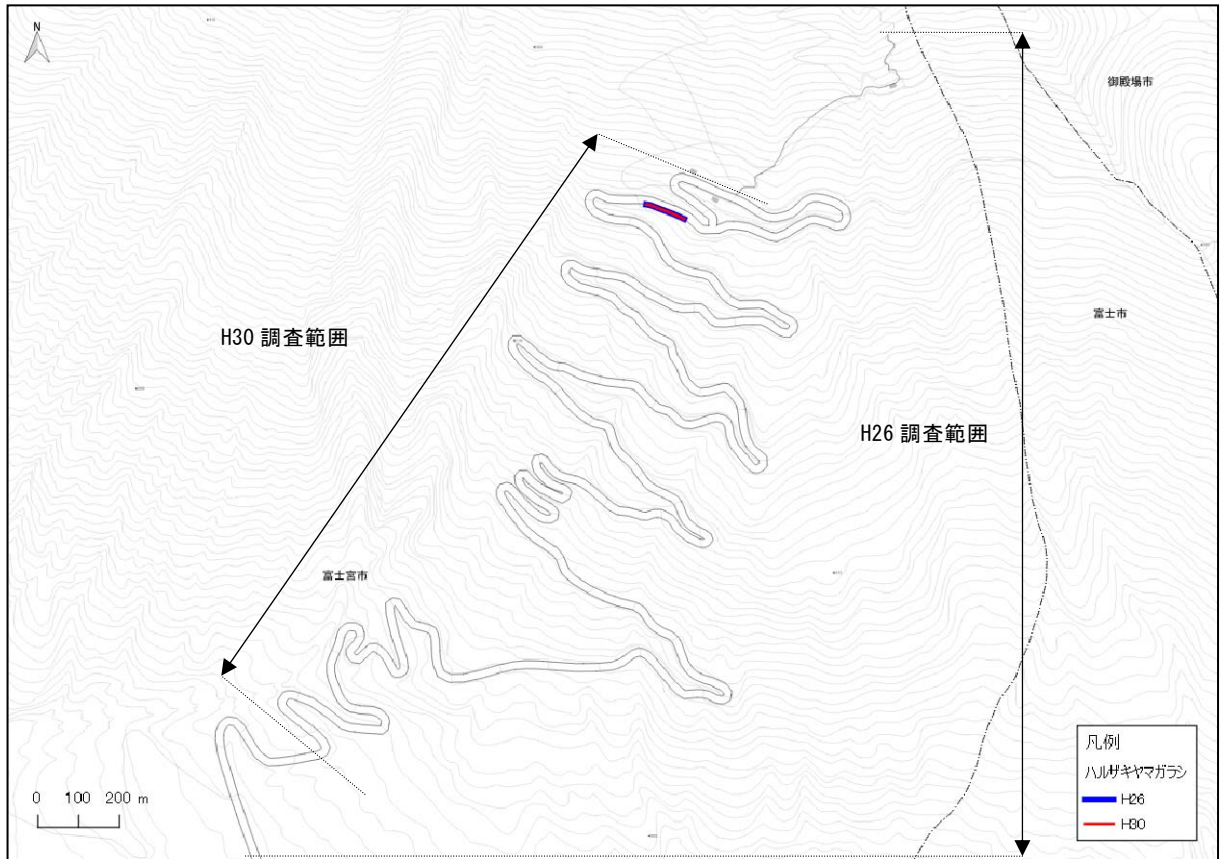 N
御殿場市
富士市
H30 調査範囲
H26 調査範囲
富士宮市
0 100 200 m
凡例
ハルザキヤマガラシ
H26
H30